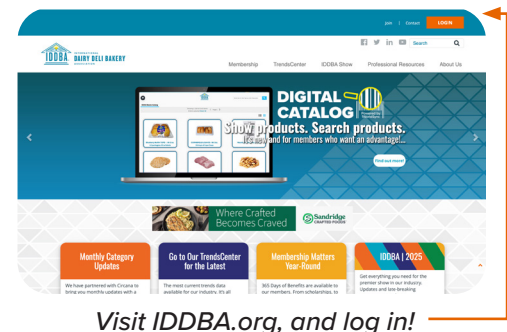 Join | Contact LOG IN
Search
IDDBA INTERNATIONAL
DAIRY DELI BAKERY
ASSOCIATION
Membership TrendsCenter IDDBA Show Professional Resources About Us
DIGITAL
CATALOG
Show products. Search products.
It's new and for members who want an advantage!...
Find out more!
Where Crafted
Becomes Craved
Sandridge
CRAFTED FOODS
Monthly Category
Updates
We have partnered with Circana to
bring you monthly updates with a
Go to Our TrendsCenter
for the Latest
The most current trends data
available for our industry. It's all
Membership Matters
Year-Round
365 Days of Benefits are available to
our members. From scholarships, to
IDDBA | 2025
Get everything you need for the
premier show in our industry.
Updates and late-breaking
Visit IDDBA.org, and log in!